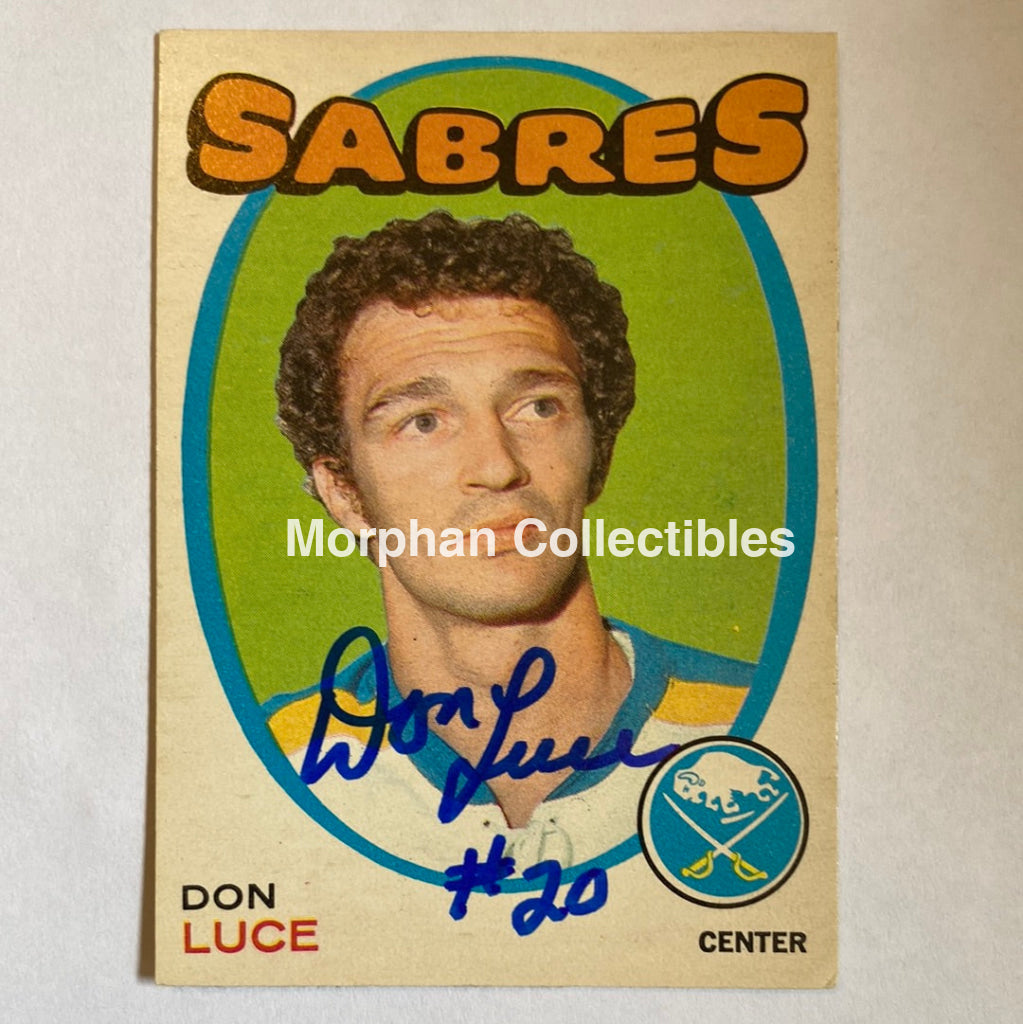 SABRES
Morphan Collectibles
Don Luce
#20
DON
LUCE
CENTER